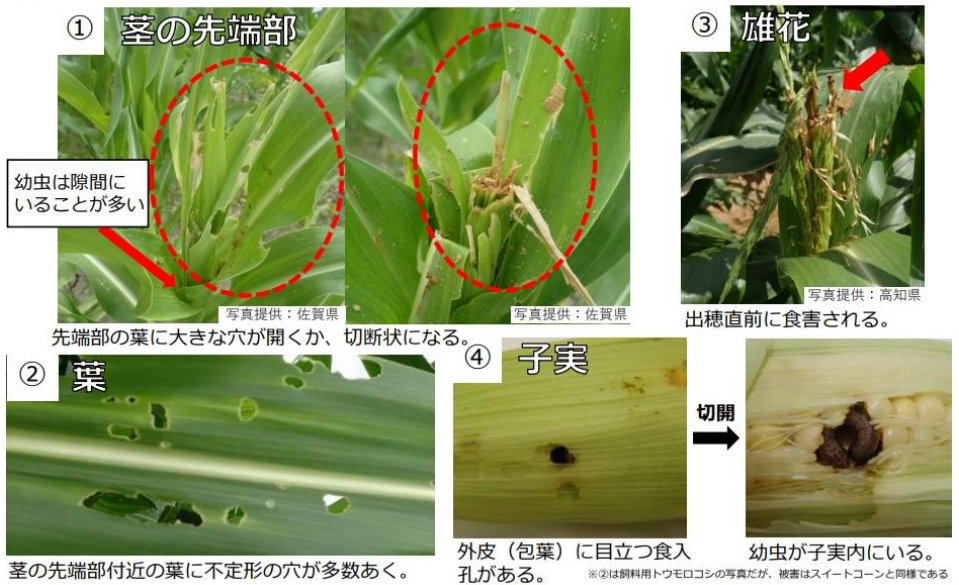 ① 茎の先端部
幼虫は隙間に
いることが多い
写真提供：佐賀県
写真提供：佐賀県
先端部の葉に大きな穴が開くか、切断状になる。
② 葉
茎の先端部付近の葉に不定形の穴が多数あく。
③ 雄花
写真提供：高知県
出穂直前に食害される。
④ 子実
切開
外皮（包葉）に目立つ食入
孔がある。
幼虫が子実内にいる。
※②は飼料用トウモロコシの写真だが、被害はスイートコーンと同様である